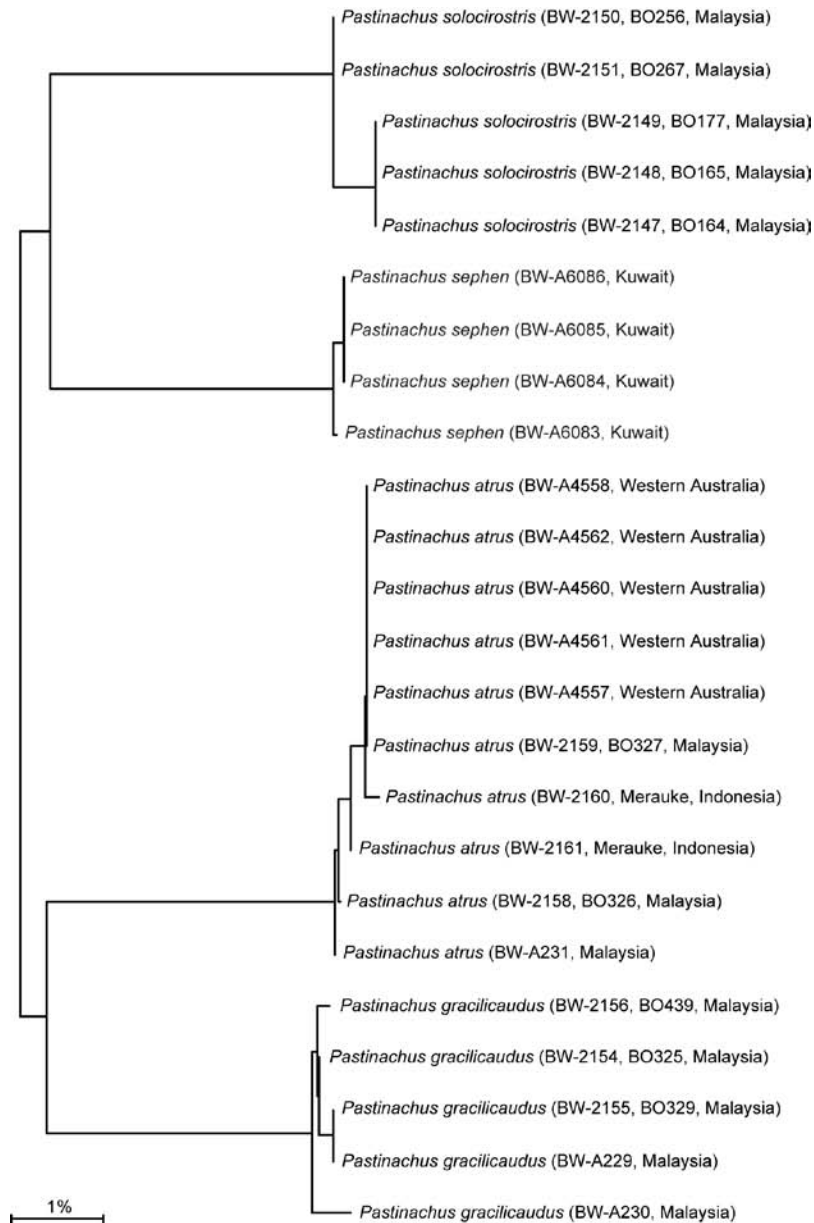 Pastinachus solocirostris (BW-2150, BO256, Malaysia)
Pastinachus solocirostris (BW-2151, BO267, Malaysia)
Pastinachus solocirostris (BW-2149, BO177, Malaysia)
Pastinachus solocirostris (BW-2148, BO165, Malaysia)
Pastinachus solocirostris (BW-2147, BO164, Malaysia)
Pastinachus sephen (BW-A6086, Kuwait)
Pastinachus sephen (BW-A6085, Kuwait)
Pastinachus sephen (BW-A6084, Kuwait)
Pastinachus sephen (BW-A6083, Kuwait)
Pastinachus atrus (BW-A4558, Western Australia)
Pastinachus atrus (BW-A4562, Western Australia)
Pastinachus atrus (BW-A4560, Western Australia)
Pastinachus atrus (BW-A4561, Western Australia)
Pastinachus atrus (BW-A4557, Western Australia)
Pastinachus atrus (BW-2159, BO327, Malaysia)
Pastinachus atrus (BW-2160, Merauke, Indonesia)
Pastinachus atrus (BW-2161, Merauke, Indonesia)
Pastinachus atrus (BW-2158, BO326, Malaysia)
Pastinachus atrus (BW-A231, Malaysia)
Pastinachus gracilicaudus (BW-2156, BO439, Malaysia)
Pastinachus gracilicaudus (BW-2154, BO325, Malaysia)
Pastinachus gracilicaudus (BW-2155, BO329, Malaysia)
Pastinachus gracilicaudus (BW-A229, Malaysia)
Pastinachus gracilicaudus (BW-A230, Malaysia)
1%